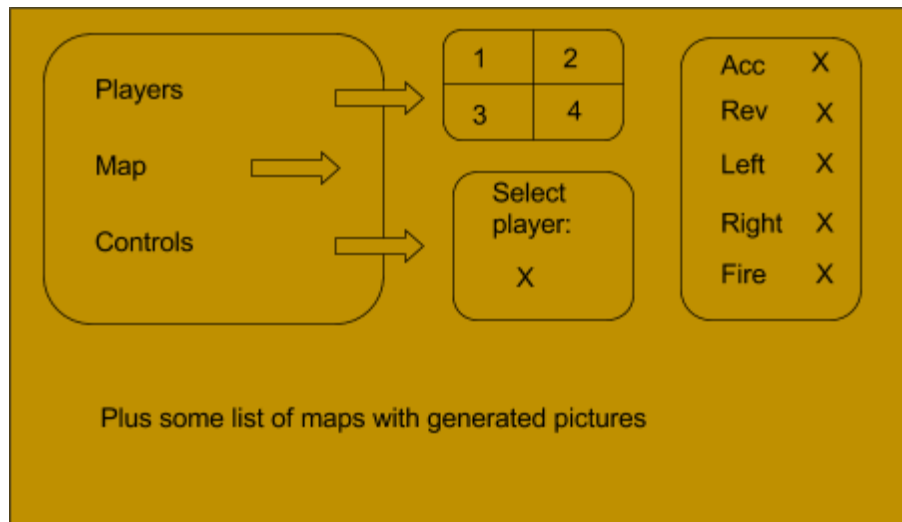 Players
Map
Controls
1 2
3 4
Select
player:
X
Acc X
Rev X
Left X
Right X
Fire X
Plus some list of maps with generated pictures